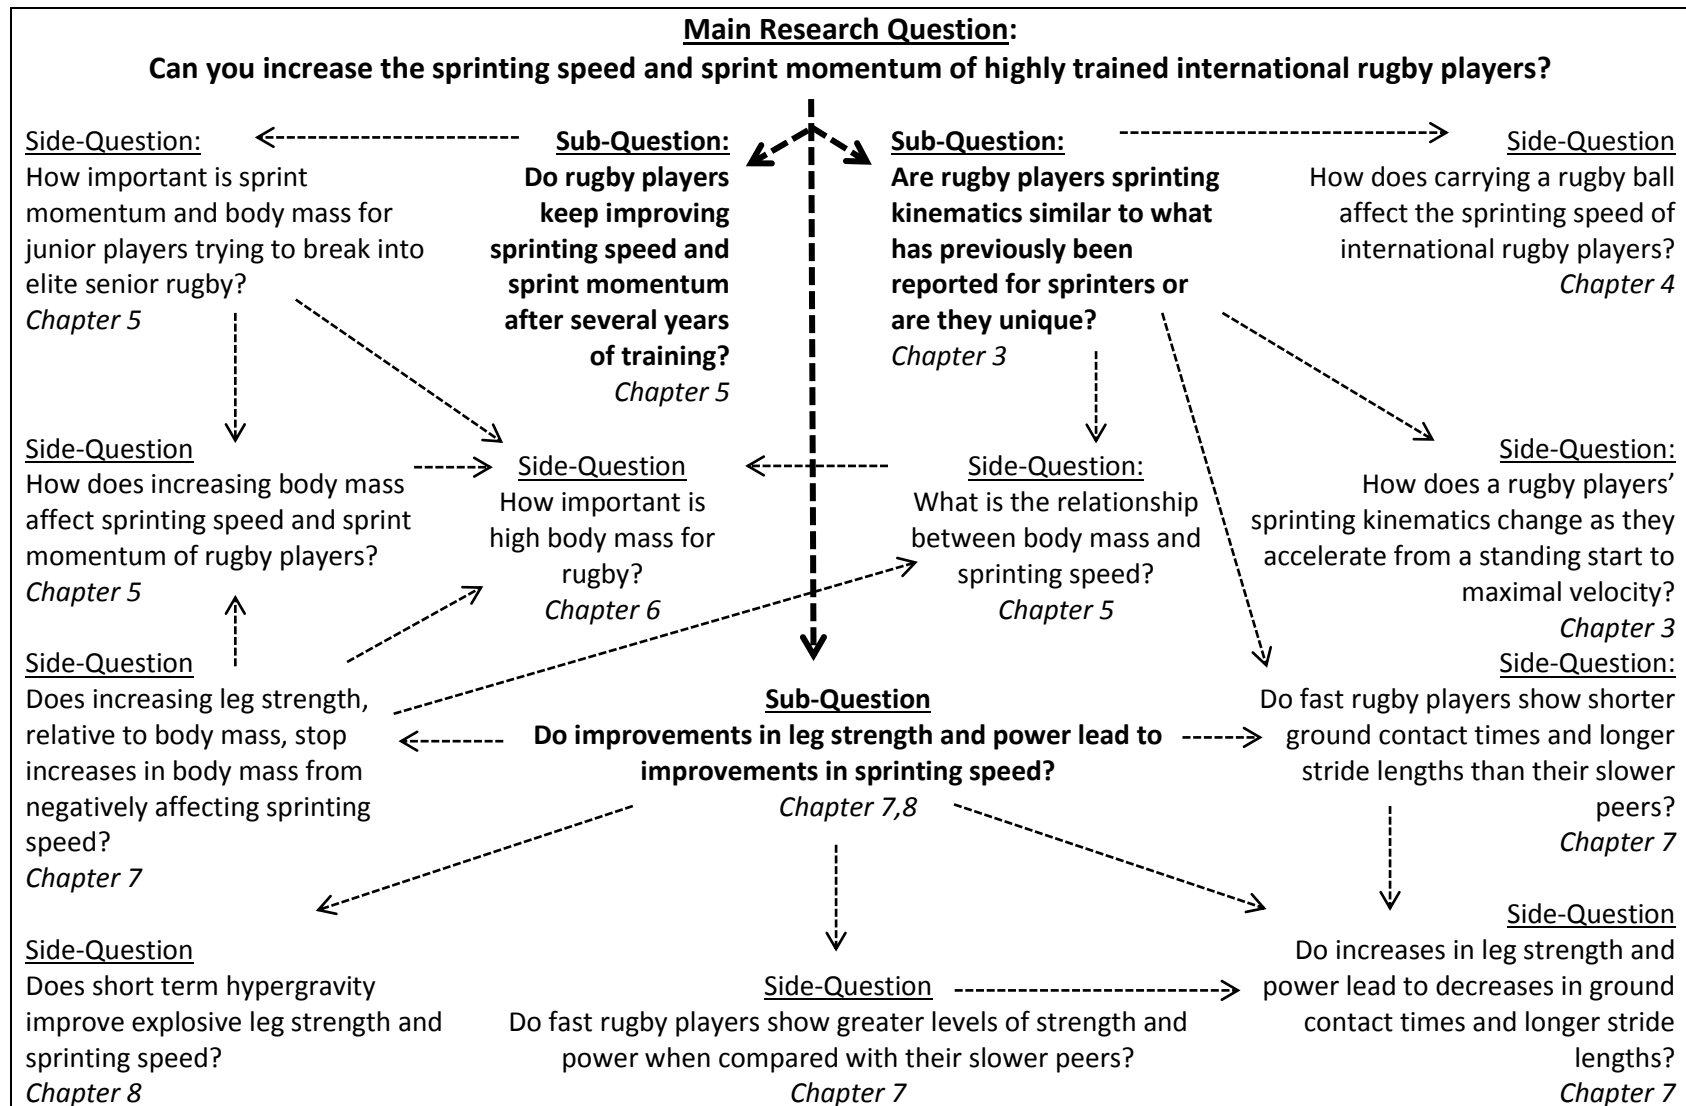 Main Research Question:
Can you increase the sprinting speed and sprint momentum of highly trained international rugby players?
Side-Question:
How important is sprint
momentum and body mass for
junior players trying to break into
elite senior rugby?
Chapter 5
Sub-Question:
Do rugby players
keep improving
sprinting speed and
sprint momentum
after several years
of training?
Chapter 5
Sub-Question:
Are rugby players sprinting
kinematics similar to what
has previously been
reported for sprinters or
are they unique?
Chapter 3
Side-Question
How does carrying a rugby ball
affect the sprinting speed of
international rugby players?
Chapter 4
Side-Question
How does increasing body mass
affect sprinting speed and sprint
momentum of rugby players?
Chapter 5
Side-Question
How important is
high body mass for
rugby?
Chapter 6
Side-Question:
What is the relationship
between body mass and
sprinting speed?
Chapter 5
Side-Question:
How does a rugby players’
sprinting kinematics change as they
accelerate from a standing start to
maximal velocity?
Chapter 3
Side-Question
Does increasing leg strength,
relative to body mass, stop
increases in body mass from
negatively affecting sprinting
speed?
Chapter 7
Sub-Question
Do improvements in leg strength and power lead to
improvements in sprinting speed?
Chapter 7,8
Side-Question:
Do fast rugby players show shorter
ground contact times and longer
stride lengths than their slower
peers?
Chapter 7
Side-Question
Does short term hypergravity
improve explosive leg strength and
sprinting speed?
Chapter 8
Side-Question
Do fast rugby players show greater levels of strength and
power when compared with their slower peers?
Chapter 7
Side-Question
Do increases in leg strength and
power lead to decreases in ground
contact times and longer stride
lengths?
Chapter 7